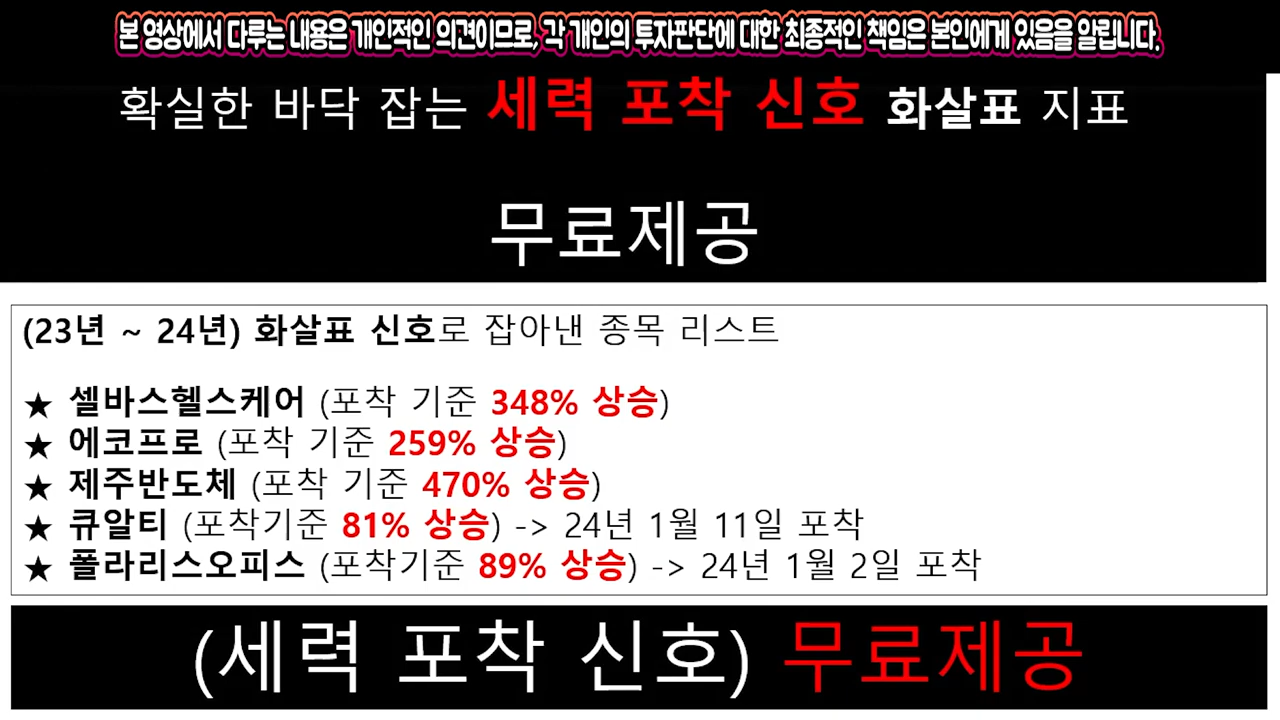 본 영상에서 다루는 내용은 개인적인 의견이므로, 각 개인의 투자판단에 대한 최종적인 책임은 본인에게 있음을 알립니다.
확실한 바닥 잡는 세력 포착 신호 화살표 지표
무료제공
(23년 ~ 24년) 화살표 신호로 잡아낸 종목 리스트
★ 셀바스헬스케어 (포착 기준 348% 상승)
★ 에코프로 (포착 기준 259% 상승)
★ 제주반도체 (포착 기준 470% 상승)
★ 큐알티 (포착기준 81% 상승) -> 24년 1월 11일 포착
★ 폴라리스오피스 (포착기준 89% 상승) -> 24년 1월 2일 포착
(세력 포착 신호) 무료제공